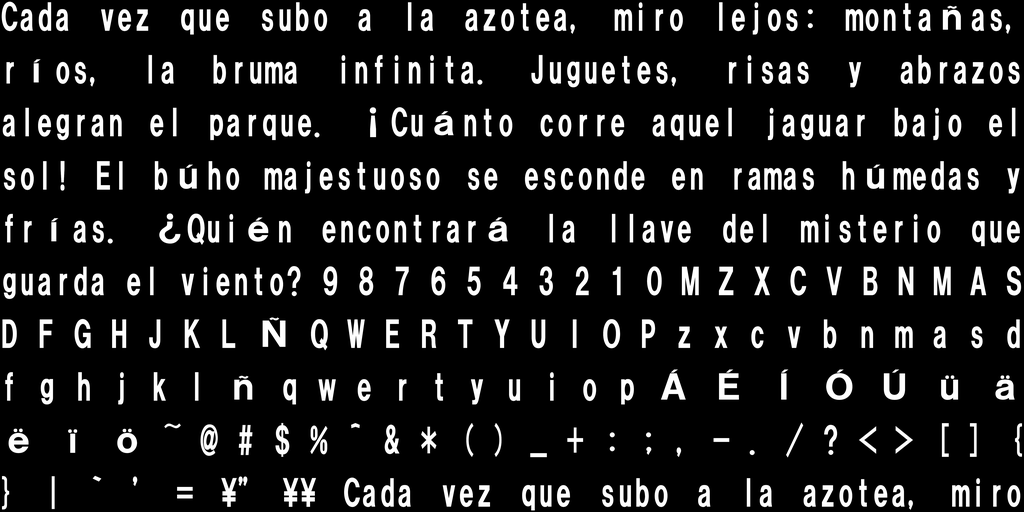 Cada vez que subo a la azotea, miro lejos: montañas,
ríos, la bruma infinita. Juguetes, risas y abrazos
alegran el parque. ¡Cuánto corre aquel jaguar bajo el
sol! El búho majestuoso se esconde en ramas húmedas y
frías. ¿Quién encontrará la llave del misterio que
guarda el viento? 9 8 7 6 5 4 3 2 1 0 M Z X C V B N M A S
D F G H J K L Ñ Q W E R T Y U I O P z x c v b n m a s d
f g h j k l ñ q w e r t y u i o p Á É Í Ó Ú ü ä
ë ï ö ~ @ # $ % ^ & * ( ) _ + : ; , - . / ? < > [ ] {
} | ` ' = ¥" ¥¥ Cada vez que subo a la azotea, miro